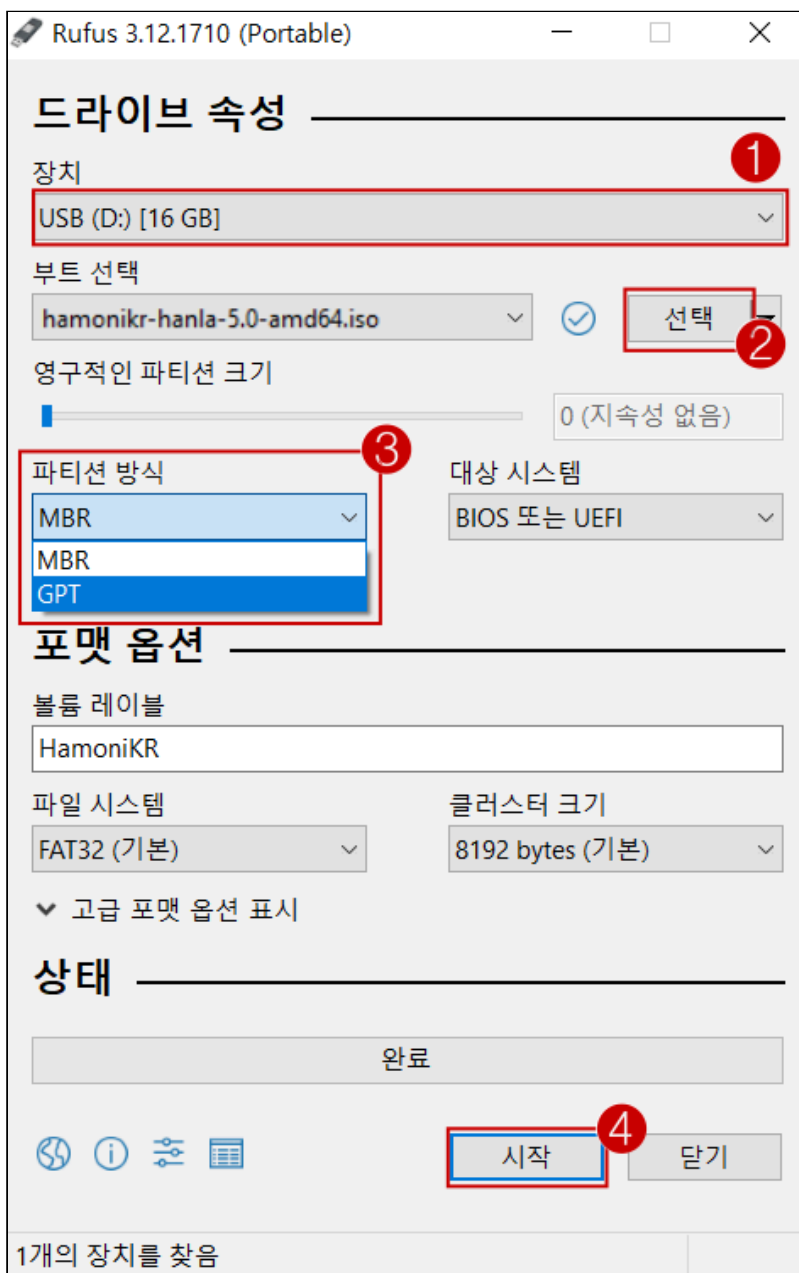 Rufus 3.12.1710 (Portable)
드라이브 속성
1
장치
USB (D:) [16 GB]
부트 선택
hamonikr-hanla-5.0-amd64.iso
선택
2
영구적인 파티션 크기
0 (지속성 없음)
3
파티션 방식
대상 시스템
MBR
BIOS 또는 UEFI
MBR
GPT
포맷 옵션
볼륨 레이블
HamoniKR
파일 시스템
클러스터 크기
FAT32 (기본)
8192 bytes (기본)
고급 포맷 옵션 표시
상태
완료
4
시작
닫기
1개의 장치를 찾음